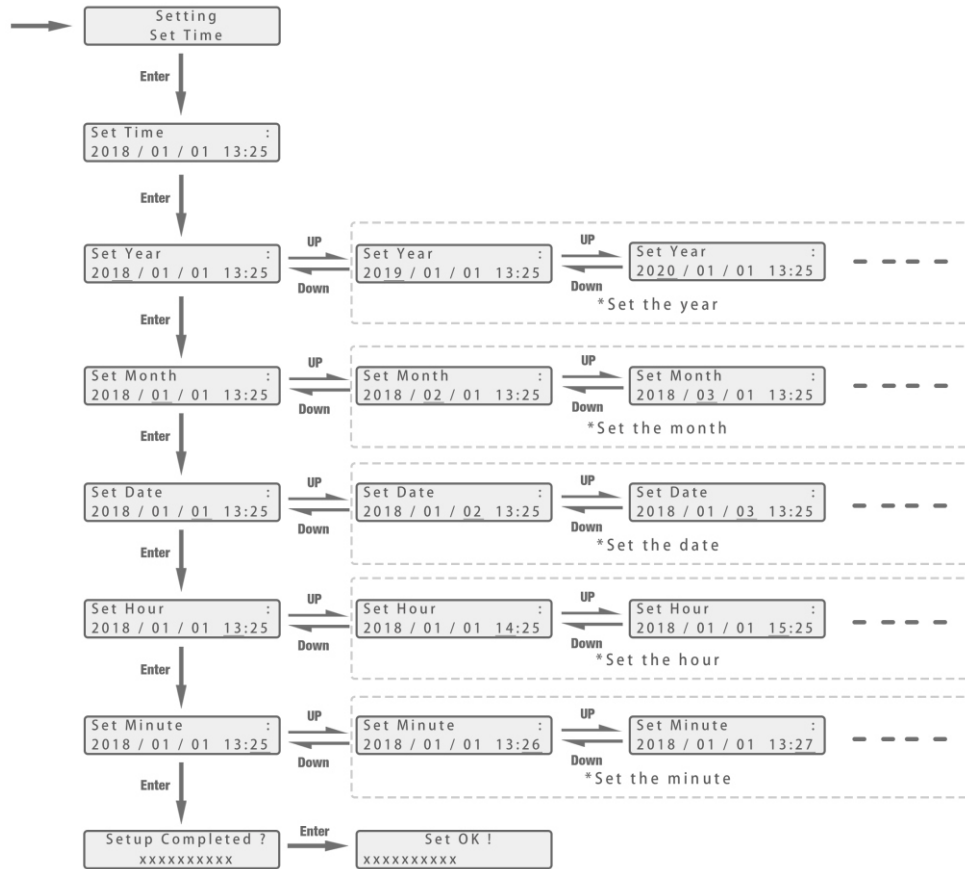 Setting
Set Time
Enter
Set Time :
2018 / 01 / 01 13:25
Enter
Set Year :
2018 / 01 / 01 13:25
UP
Down
Set Year :
2019 / 01 / 01 13:25
UP
Down
Set Year :
2020 / 01 / 01 13:25
*Set the year
Enter
Set Month :
2018 / 01 / 01 13:25
UP
Down
Set Month :
2018 / 02 / 01 13:25
UP
Down
Set Month :
2018 / 03 / 01 13:25
*Set the month
Enter
Set Date :
2018 / 01 / 01 13:25
UP
Down
Set Date :
2018 / 01 / 02 13:25
UP
Down
Set Date :
2018 / 01 / 03 13:25
*Set the date
Enter
Set Hour :
2018 / 01 / 01 13:25
UP
Down
Set Hour :
2018 / 01 / 01 14:25
UP
Down
Set Hour :
2018 / 01 / 01 15:25
*Set the hour
Enter
Set Minute :
2018 / 01 / 01 13:25
UP
Down
Set Minute :
2018 / 01 / 01 13:26
UP
Down
Set Minute :
2018 / 01 / 01 13:27
*Set the minute
Enter
Setup Completed ?
xxxxxxxxxx
Enter
Set OK !
xxxxxxxxxx